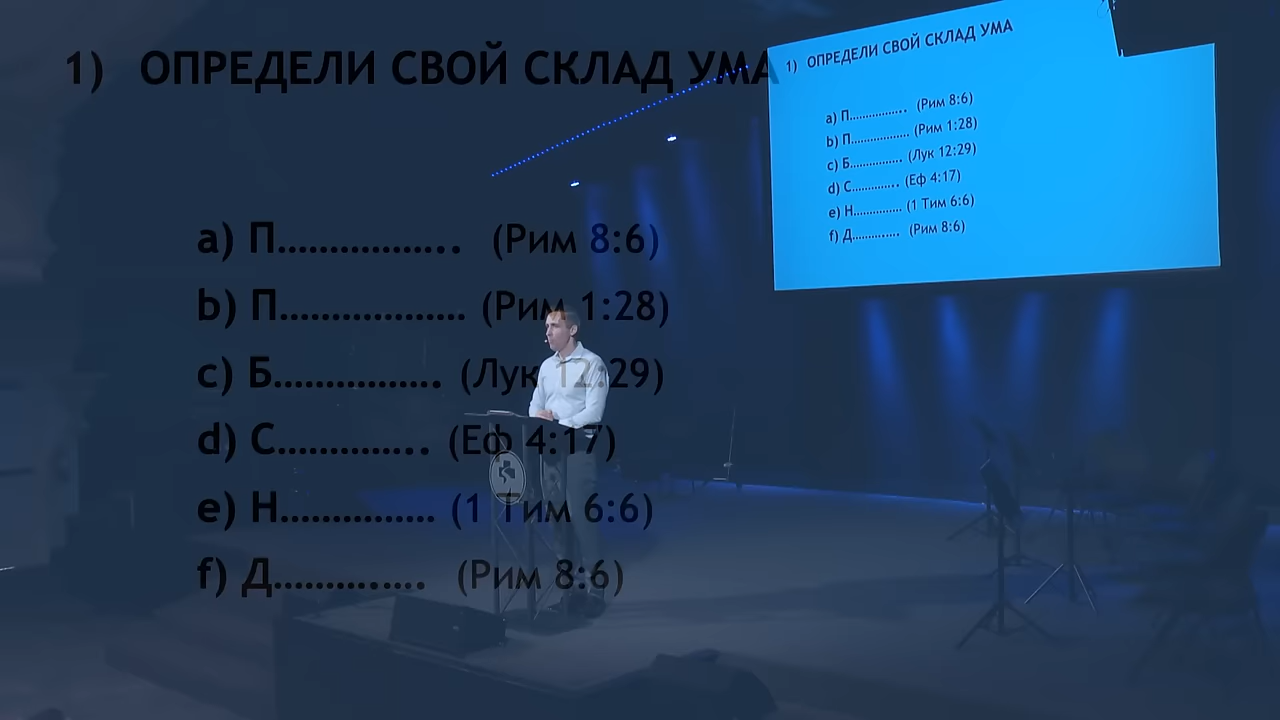 1) ОПРЕДЕЛИ СВОЙ СКЛАД УМА
a) П................. (Рим 8:6)
b) П.................. (Рим 1:28)
c) Б................ (Лук 12:29)
d) С.............. (Еф 4:17)
e) Н............... (1 Тим 6:6)
f) Д.............. (Рим 8:6)
1) ОПРЕДЕЛИ СВОЙ СКЛАД УМА
a) П................. (Рим 8:6)
b) П.................. (Рим 1:28)
c) Б................ (Лук 12:29)
d) С.............. (Еф 4:17)
e) Н............... (1 Тим 6:6)
f) Д.............. (Рим 8:6)